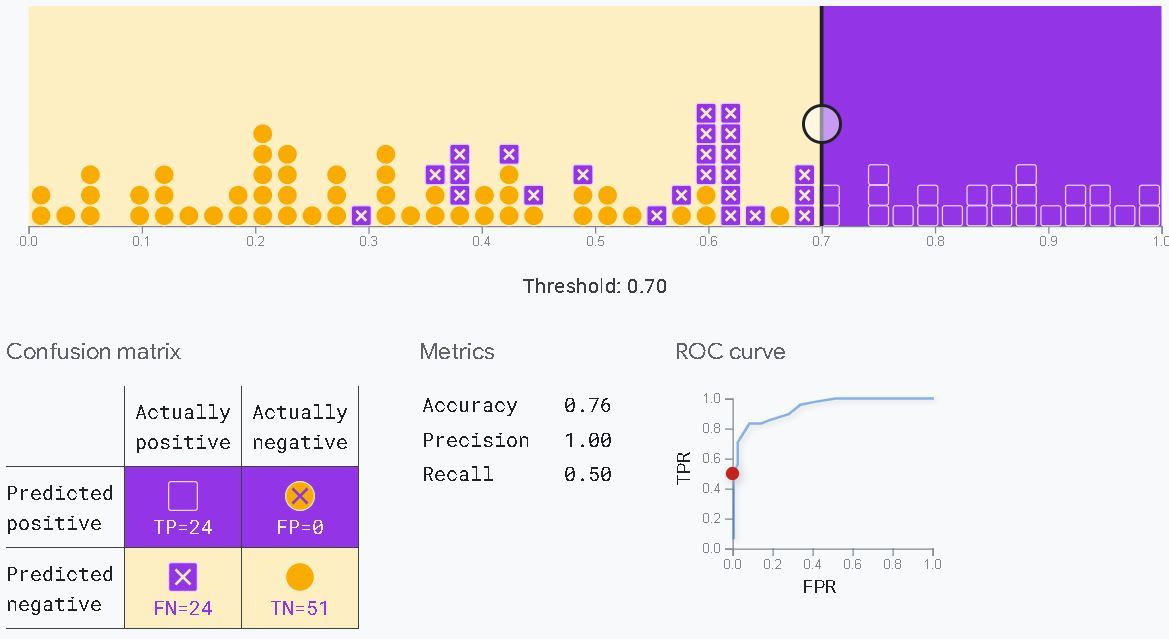 0.0 0.1 0.2 0.3 0.4 0.5 0.6 0.7 0.8 0.9 1.0
Threshold: 0.70
Confusion matrix
Actually positive
Actually negative
Predicted positive
TP=24
FP=0
Predicted negative
FN=24
TN=51
Metrics
Accuracy 0.76
Precision 1.00
Recall 0.50
ROC curve
1.0
0.8
0.6
0.4
0.2
0.0
TPR
0.0 0.2 0.4 0.6 0.8 1.0
FPR